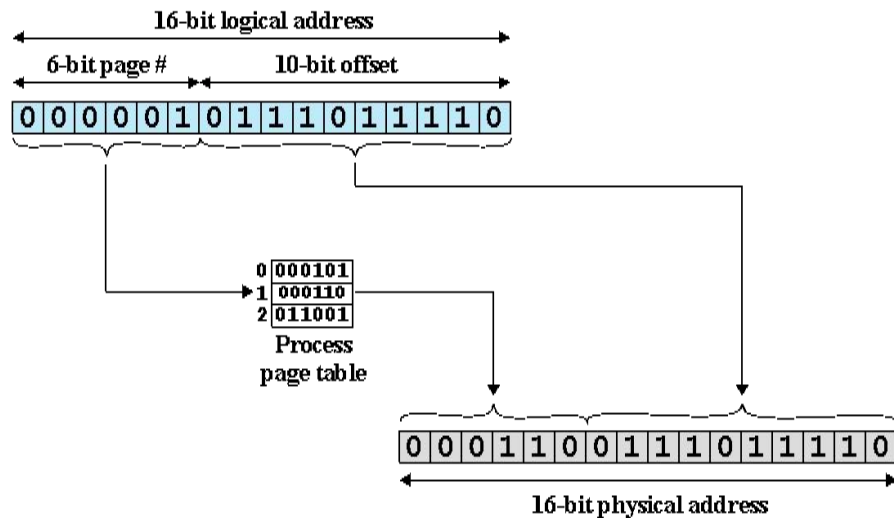 16-bit logical address
6-bit page # 10-bit offset
0 0 0 0 0 1 0 1 1 1 0 1 1 1 1 0
0 000101
1 000110
2 011001
Process
page table
0 0 0 1 1 0 0 1 1 1 0 1 1 1 1 0
16-bit physical address